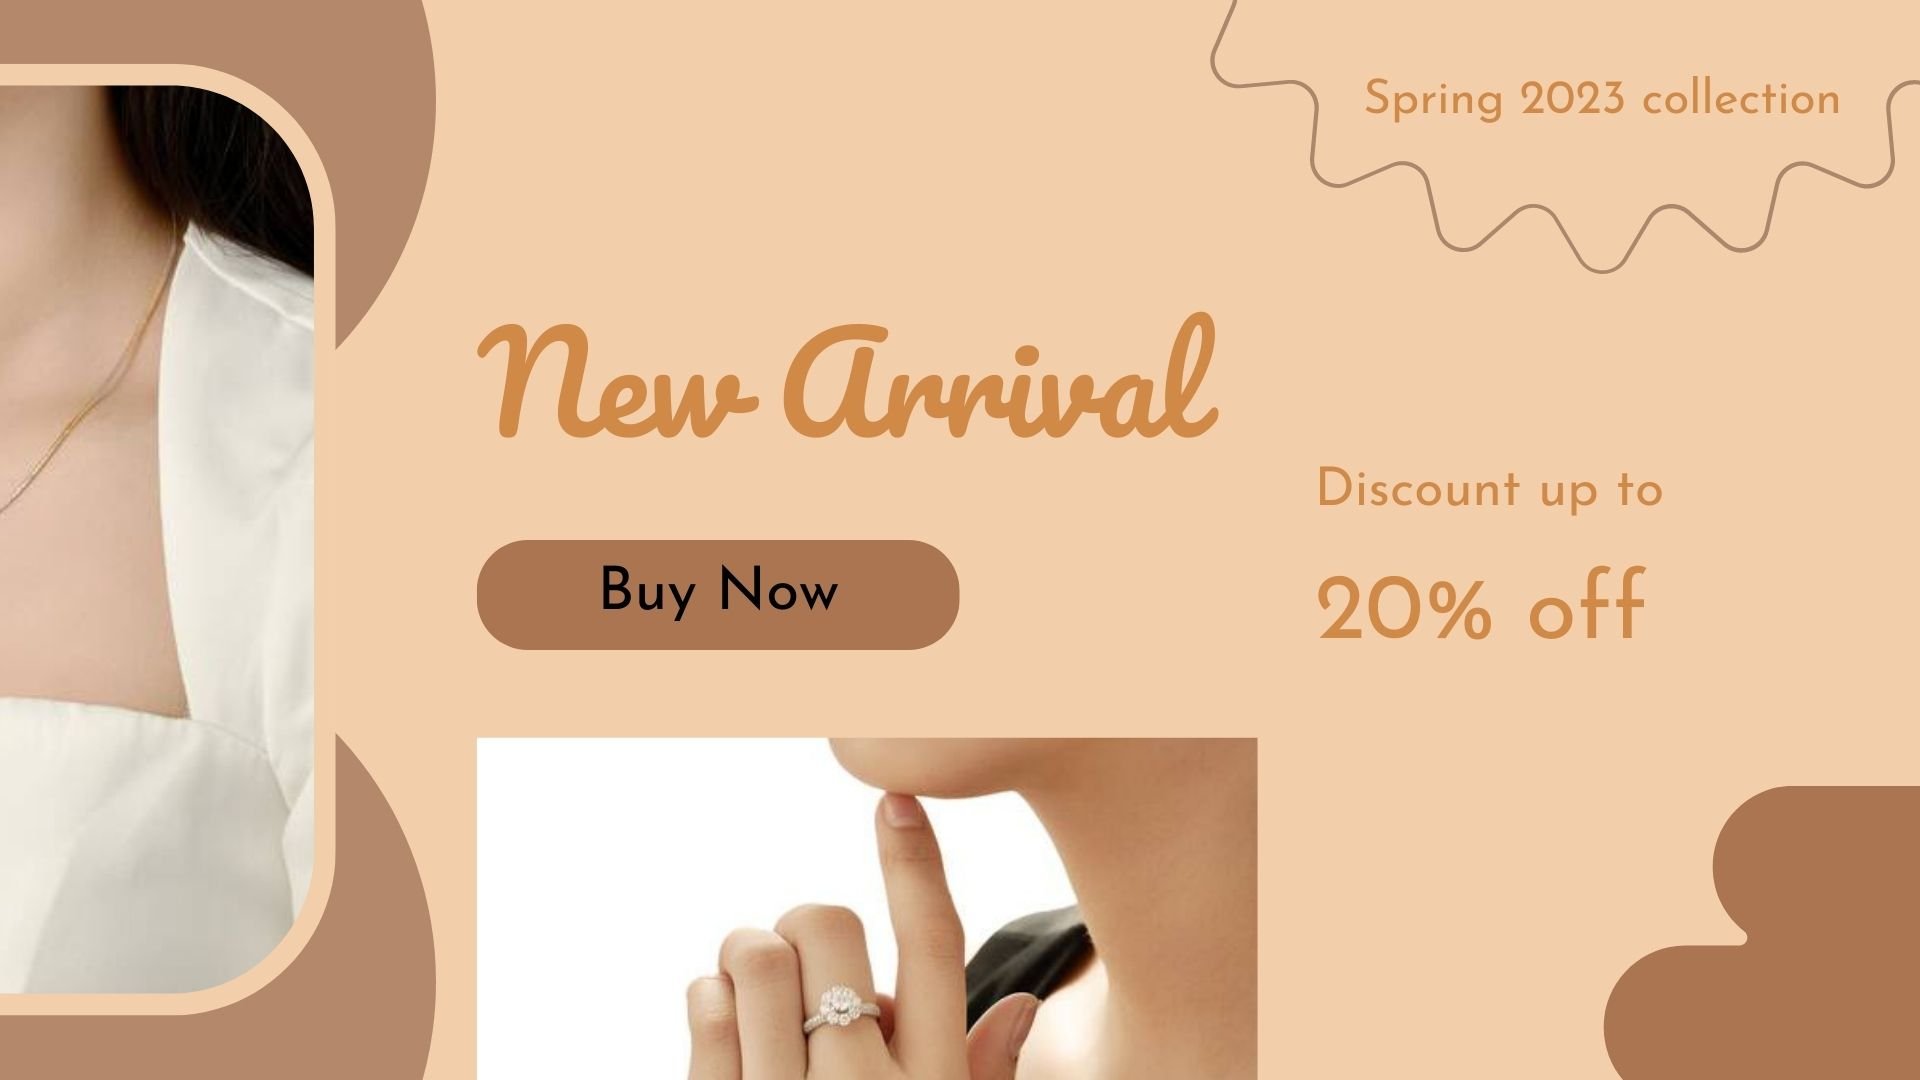 Spring 2023 collection
New Arrival
Discount up to
Buy Now
20% off